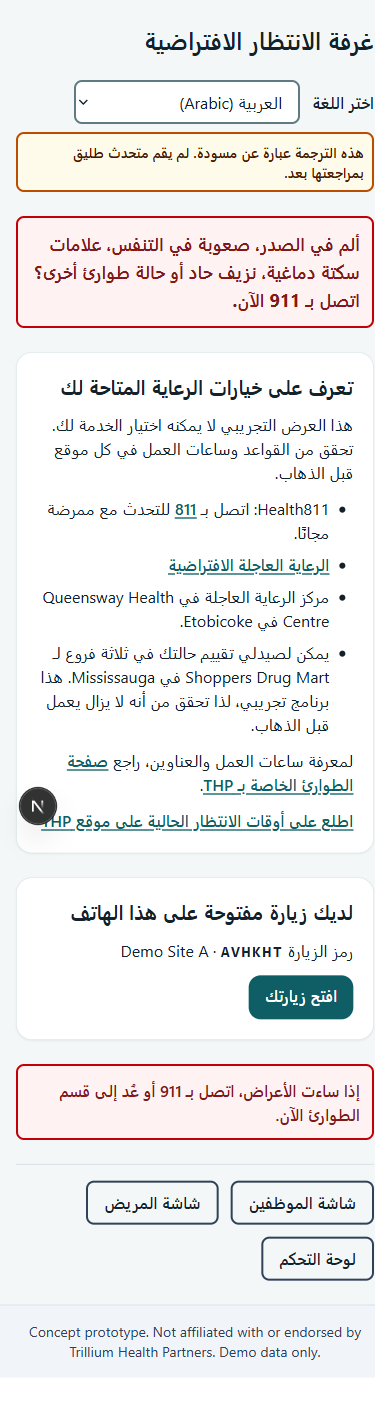 غرفة الانتظار الافتراضية
اختر اللغة
العربية (Arabic)
هذه الترجمة عبارة عن مسودة. لم يقم متحدث طليق
بمراجعتها بعد.
ألم في الصدر، صعوبة في التنفس، علامات
سكتة دماغية، نزيف حاد أو حالة طوارئ أخرى؟
اتصل بـ 911 الآن.
تعرف على خيارات الرعاية المتاحة لك
هذا العرض التجريبي لا يمكنه اختيار الخدمة لك.
تحقق من القواعد وساعات العمل في كل موقع
قبل الذهاب.
Health811: اتصل بـ 811 للتحدث مع ممرضة
مجانًا.
الرعاية العاجلة الافتراضية
مركز الرعاية العاجلة في Queensway Health
Centre في Etobicoke.
يمكن لصيدلي تقييم حالتك في ثلاثة فروع لـ
Shoppers Drug Mart في Mississauga. هذا
برنامج تجريبي، لذا تحقق من أنه لا يزال يعمل
قبل الذهاب.
لمعرفة ساعات العمل والعناوين، راجع صفحة
الطوارئ الخاصة بـ THP.
اطلع على أوقات الانتظار الحالية على موقع THP
N
لديك زيارة مفتوحة على هذا الهاتف
رمز الزيارة AVHKHT · Demo Site A
افتح زيارتك
إذا ساءت الأعراض، اتصل بـ 911 أو عُد إلى قسم
الطوارئ الآن.
شاشة الموظفين
شاشة المريض
لوحة التحكم
Concept prototype. Not affiliated with or endorsed by
Trillium Health Partners. Demo data only.